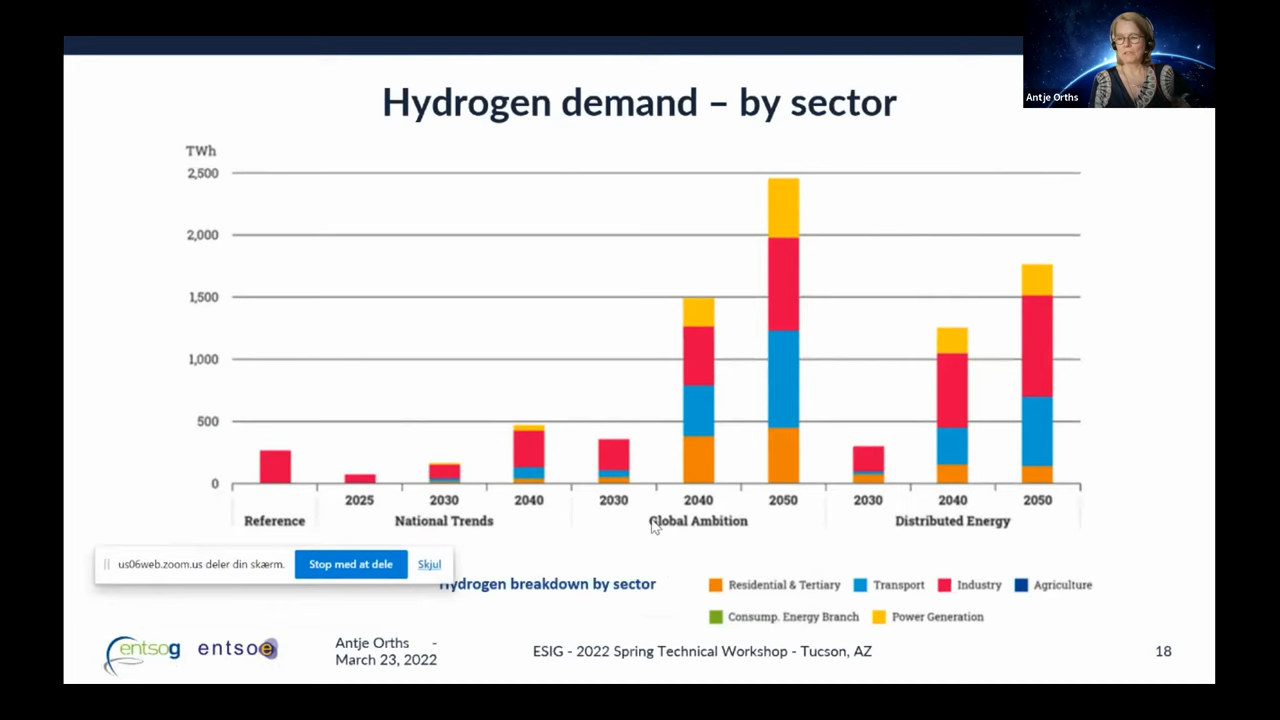 Antje Orths
Hydrogen demand – by sector
TWh
2,500
2,000
1,500
1,000
500
0
2025 2030 2040 2030 2040 2050 2030 2040 2050
Reference National Trends Global Ambition Distributed Energy
us06web.zoom.us deler din skærm. Stop med at dele Skjul
Hydrogen breakdown by sector
Residential & Tertiary Transport Industry Agriculture
Consump. Energy Branch Power Generation
entsog entsoe
Antje Orths -
March 23, 2022
ESIG - 2022 Spring Technical Workshop - Tucson, AZ
18